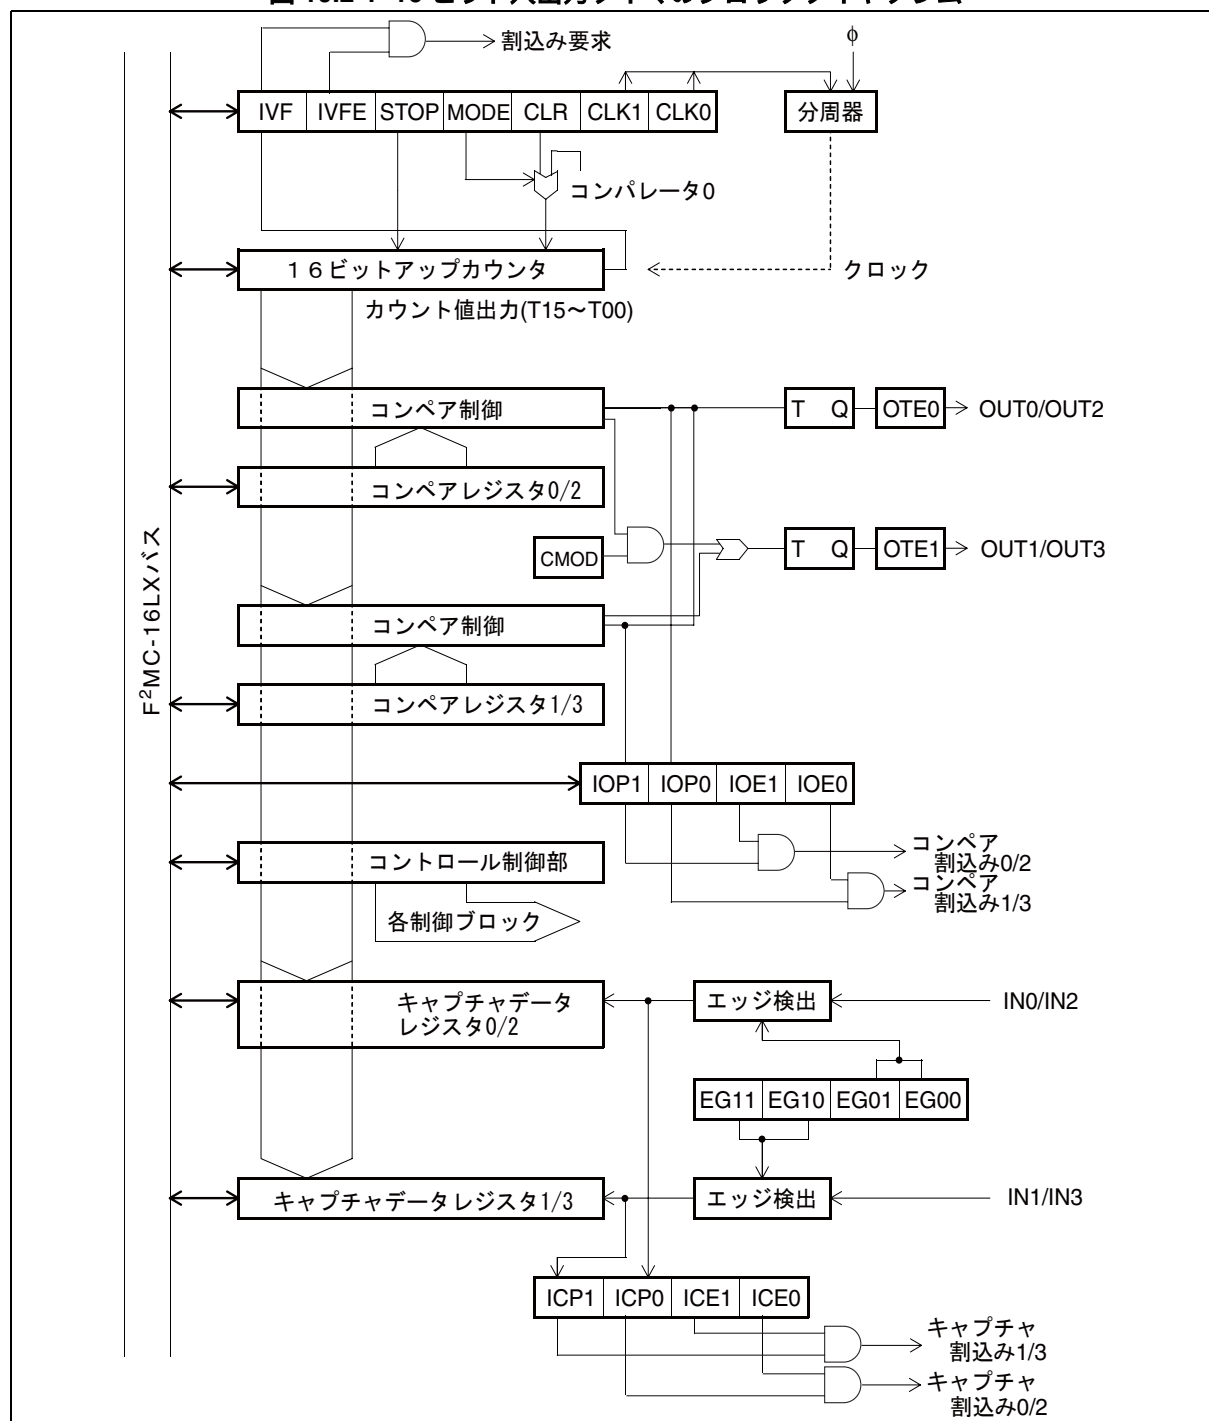 割込み要求
φ
IVF IVFE STOP MODE CLR CLK1 CLK0
分周器
コンパレータ0
16ビットアップカウンタ
クロック
カウント値出力(T15〜T00)
コンペア制御
T Q
OTE0
OUT0/OUT2
コンペアレジスタ0/2
CMOD
T Q
OTE1
OUT1/OUT3
コンペア制御
F²MC-16LXバス
コンペアレジスタ1/3
IOP1 IOP0 IOE1 IOE0
コントロール制御部
コンペア
割込み0/2
コンペア
割込み1/3
各制御ブロック
キャプチャデータ
レジスタ0/2
エッジ検出
IN0/IN2
EG11 EG10 EG01 EG00
キャプチャデータレジスタ1/3
エッジ検出
IN1/IN3
ICP1 ICP0 ICE1 ICE0
キャプチャ
割込み1/3
キャプチャ
割込み0/2